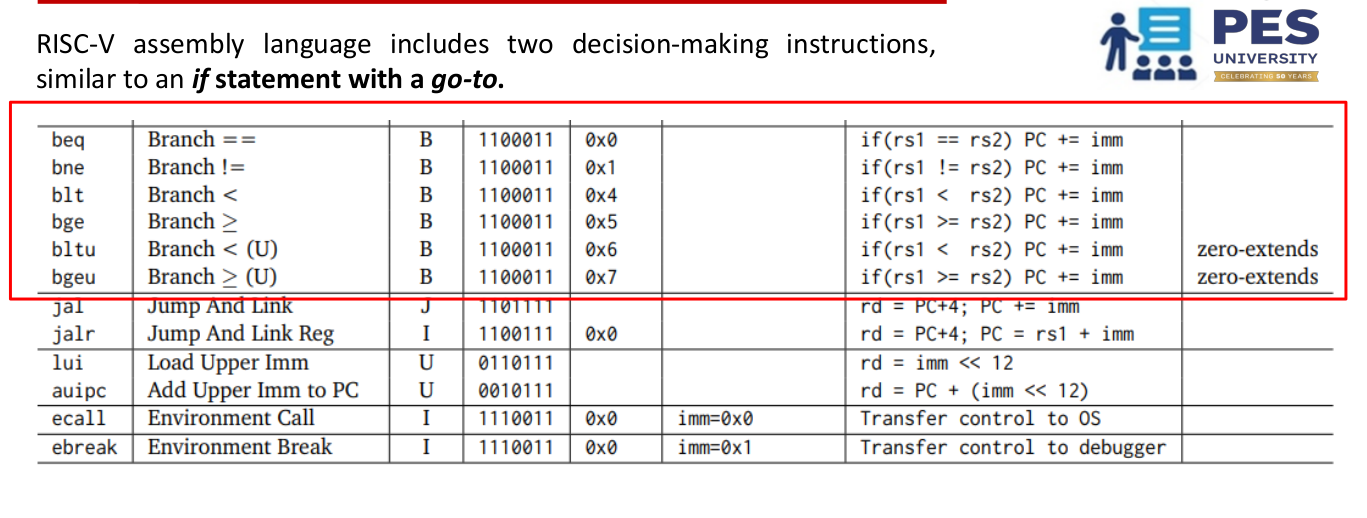 RISC-V assembly language includes two decision-making instructions,
similar to an if statement with a go-to.
PES
UNIVERSITY
CELEBRATING 50 YEARS
beq Branch == B 1100011 0x0 if(rs1 == rs2) PC += imm
bne Branch != B 1100011 0x1 if(rs1 != rs2) PC += imm
blt Branch < B 1100011 0x4 if(rs1 < rs2) PC += imm
bge Branch ≥ B 1100011 0x5 if(rs1 >= rs2) PC += imm
bltu Branch < (U) B 1100011 0x6 if(rs1 < rs2) PC += imm zero-extends
bgeu Branch ≥ (U) B 1100011 0x7 if(rs1 >= rs2) PC += imm zero-extends
jal Jump And Link J 1101111 rd = PC+4; PC += imm
jalr Jump And Link Reg I 1100111 0x0 rd = PC+4; PC = rs1 + imm
lui Load Upper Imm U 0110111 rd = imm << 12
auipc Add Upper Imm to PC U 0010111 rd = PC + (imm << 12)
ecall Environment Call I 1110011 0x0 imm=0x0 Transfer control to OS
ebreak Environment Break I 1110011 0x0 imm=0x1 Transfer control to debugger